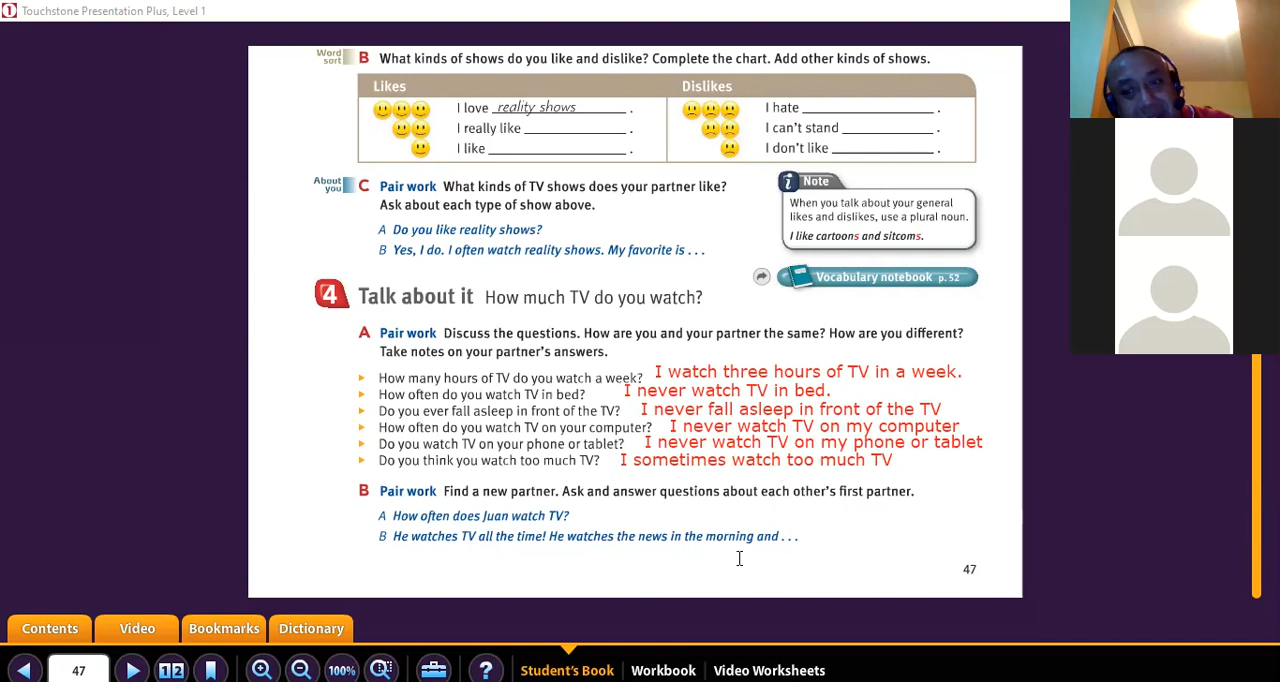 Touchstone Presentation Plus, Level 1
Word sort B What kinds of shows do you like and dislike? Complete the chart. Add other kinds of shows.
Likes Dislikes
I love reality shows . I hate .
I really like . I can't stand .
I like . I don't like .
About you C Pair work What kinds of TV shows does your partner like?
Ask about each type of show above.
A Do you like reality shows?
B Yes, I do. I often watch reality shows. My favorite is . . .
i Note
When you talk about your general
likes and dislikes, use a plural noun.
I like cartoons and sitcoms.
Vocabulary notebook p. 52
4 Talk about it How much TV do you watch?
A Pair work Discuss the questions. How are you and your partner the same? How are you different?
Take notes on your partner's answers.
How many hours of TV do you watch a week? I watch three hours of TV in a week.
How often do you watch TV in bed? I never watch TV in bed.
Do you ever fall asleep in front of the TV? I never fall asleep in front of the TV
How often do you watch TV on your computer? I never watch TV on my computer
Do you watch TV on your phone or tablet? I never watch TV on my phone or tablet
Do you think you watch too much TV? I sometimes watch too much TV
B Pair work Find a new partner. Ask and answer questions about each other's first partner.
A How often does Juan watch TV?
B He watches TV all the time! He watches the news in the morning and . . .
47
Contents Video Bookmarks Dictionary
47 1 2 100% ? Student's Book Workbook Video Worksheets